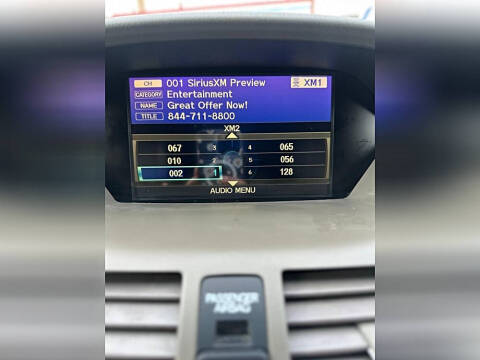 CH 001 SiriusXM Preview XM1
CATEGORY Entertainment
NAME Great Offer Now!
TITLE 844-711-8800
XM2
067 3 4 065
010 2 5 056
002 1 6 128
AUDIO MENU
PASSENGER
AIRBAG